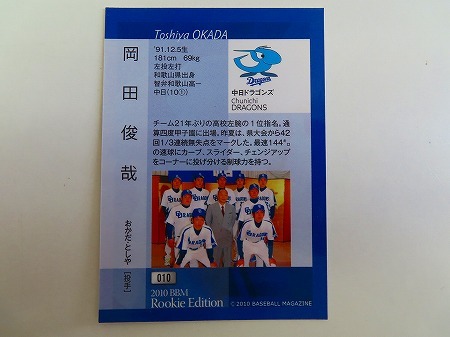 Toshiya OKADA
岡田俊哉
おかだ・としや[投手]
'91.12.5生
181cm 69kg
左投左打
和歌山県出身
智弁和歌山高－
中日(10①)
Dragons
中日ドラゴンズ
Chunichi
DRAGONS
チーム21年ぶりの高校左腕の1位指名。通
算四度甲子園に出場。昨夏は、県大会から42
回1/3連続無失点をマークした。最速144㌔
の速球にカーブ、スライダー、チェンジアップ
をコーナーに投げ分ける制球力を持つ。
010
2010 BBM
Rookie Edition
©2010 BASEBALL MAGAZINE